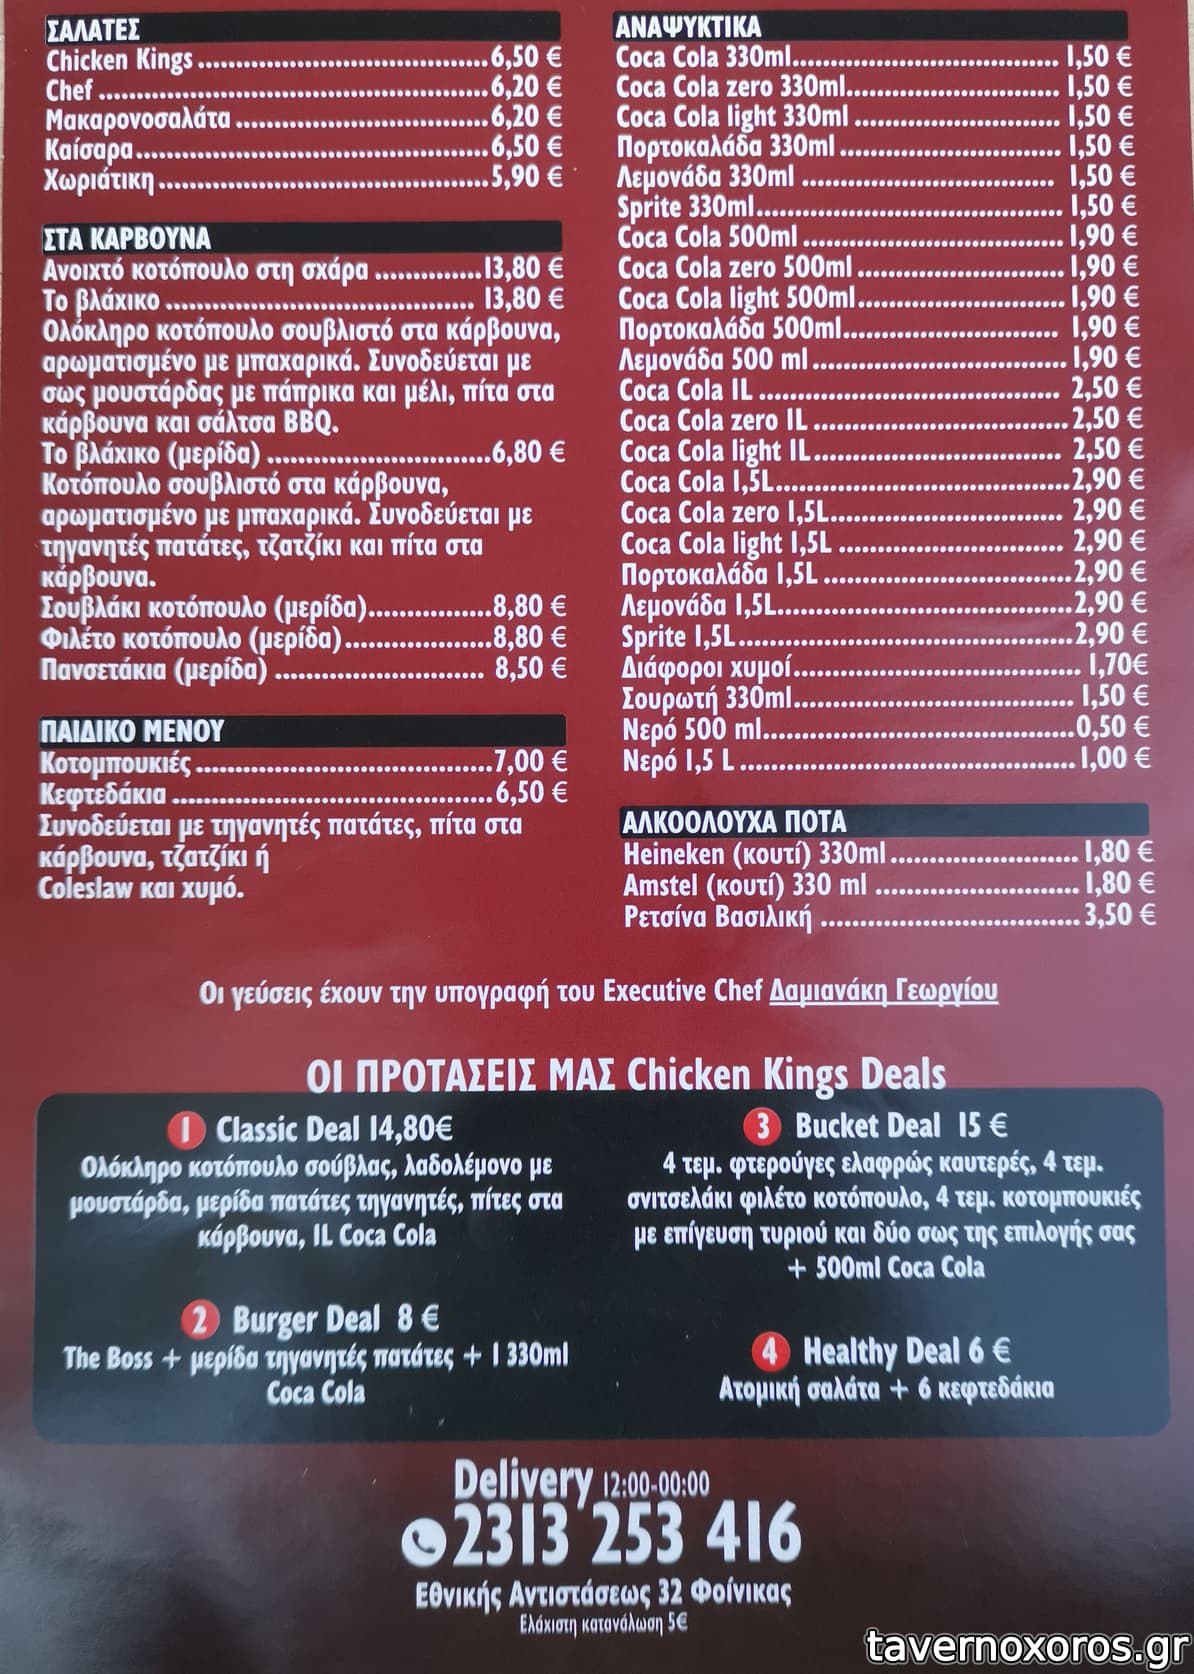 ΣΑΛΑΤΕΣ
Chicken Kings 6,50 €
Chef 6,20 €
Μακαρονοσαλάτα 6,20 €
Καίσαρα 6,50 €
Χωριάτικη 5,90 €
ΣΤΑ ΚΑΡΒΟΥΝΑ
Ανοιχτό κοτόπουλο στη σχάρα 13,80 €
Το βλάχικο 13,80 €
Ολόκληρο κοτόπουλο σουβλιστό στα κάρβουνα,
αρωματισμένο με μπαχαρικά. Συνοδεύεται με
σως μουστάρδας με πάπρικα και μέλι, πίτα στα
κάρβουνα και σάλτσα BBQ.
Το βλάχικο (μερίδα) 6,80 €
Κοτόπουλο σουβλιστό στα κάρβουνα,
αρωματισμένο με μπαχαρικά. Συνοδεύεται με
τηγανητές πατάτες, τζατζίκι και πίτα στα
κάρβουνα.
Σουβλάκι κοτόπουλο (μερίδα) 8,80 €
Φιλέτο κοτόπουλο (μερίδα) 8,80 €
Πανσετάκια (μερίδα) 8,50 €
ΠΑΙΔΙΚΟ ΜΕΝΟΥ
Κοτομπουκιές 7,00 €
Κεφτεδάκια 6,50 €
Συνοδεύεται με τηγανητές πατάτες, πίτα στα
κάρβουνα, τζατζίκι ή
Coleslaw και χυμό.
ΑΝΑΨΥΚΤΙΚΑ
Coca Cola 330ml 1,50 €
Coca Cola zero 330ml 1,50 €
Coca Cola light 330ml 1,50 €
Πορτοκαλάδα 330ml 1,50 €
Λεμονάδα 330ml 1,50 €
Sprite 330ml 1,50 €
Coca Cola 500ml 1,90 €
Coca Cola zero 500ml 1,90 €
Coca Cola light 500ml 1,90 €
Πορτοκαλάδα 500ml 1,90 €
Λεμονάδα 500 ml 1,90 €
Coca Cola 1L 2,50 €
Coca Cola zero 1L 2,50 €
Coca Cola light 1L 2,50 €
Coca Cola 1,5L 2,90 €
Coca Cola zero 1,5L 2,90 €
Coca Cola light 1,5L 2,90 €
Πορτοκαλάδα 1,5L 2,90 €
Λεμονάδα 1,5L 2,90 €
Sprite 1,5L 2,90 €
Διάφοροι χυμοί 1,70€
Σουρωτή 330ml 1,50 €
Νερό 500 ml 0,50 €
Νερό 1,5 L 1,00 €
ΑΛΚΟΟΛΟΥΧΑ ΠΟΤΑ
Heineken (κουτί) 330ml 1,80 €
Amstel (κουτί) 330 ml 1,80 €
Ρετσίνα Βασιλική 3,50 €
Οι γεύσεις έχουν την υπογραφή του Executive Chef Δαμιανάκη Γεωργίου
ΟΙ ΠΡΟΤΑΣΕΙΣ ΜΑΣ Chicken Kings Deals
1 Classic Deal 14,80€
Ολόκληρο κοτόπουλο σούβλας, λαδολέμονο με
μουστάρδα, μερίδα πατάτες τηγανητές, πίτες στα
κάρβουνα, 1L Coca Cola
2 Burger Deal 8 €
The Boss + μερίδα τηγανητές πατάτες + 1 330ml
Coca Cola
3 Bucket Deal 15 €
4 τεμ. φτερούγες ελαφρώς καυτερές, 4 τεμ.
σνιτσελάκι φιλέτο κοτόπουλο, 4 τεμ. κοτομπουκιές
με επίγευση τυριού και δύο σως της επιλογής σας
+ 500ml Coca Cola
4 Healthy Deal 6 €
Ατομική σαλάτα + 6 κεφτεδάκια
Delivery 12:00-00:00
2313 253 416
Εθνικής Αντιστάσεως 32 Φοίνικας
Ελάχιστη κατανάλωση 5€
tavernoxoros.gr